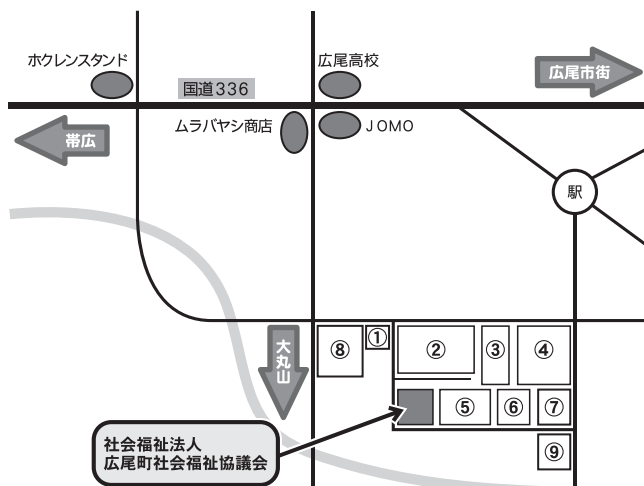 ホクレンスタンド
広尾高校
広尾市街
国道336
ムラバヤシ商店
JOMO
帯広
駅
大丸山
①
②
③
④
⑧
⑤
⑥
⑦
⑨
社会福祉法人
広尾町社会福祉協議会